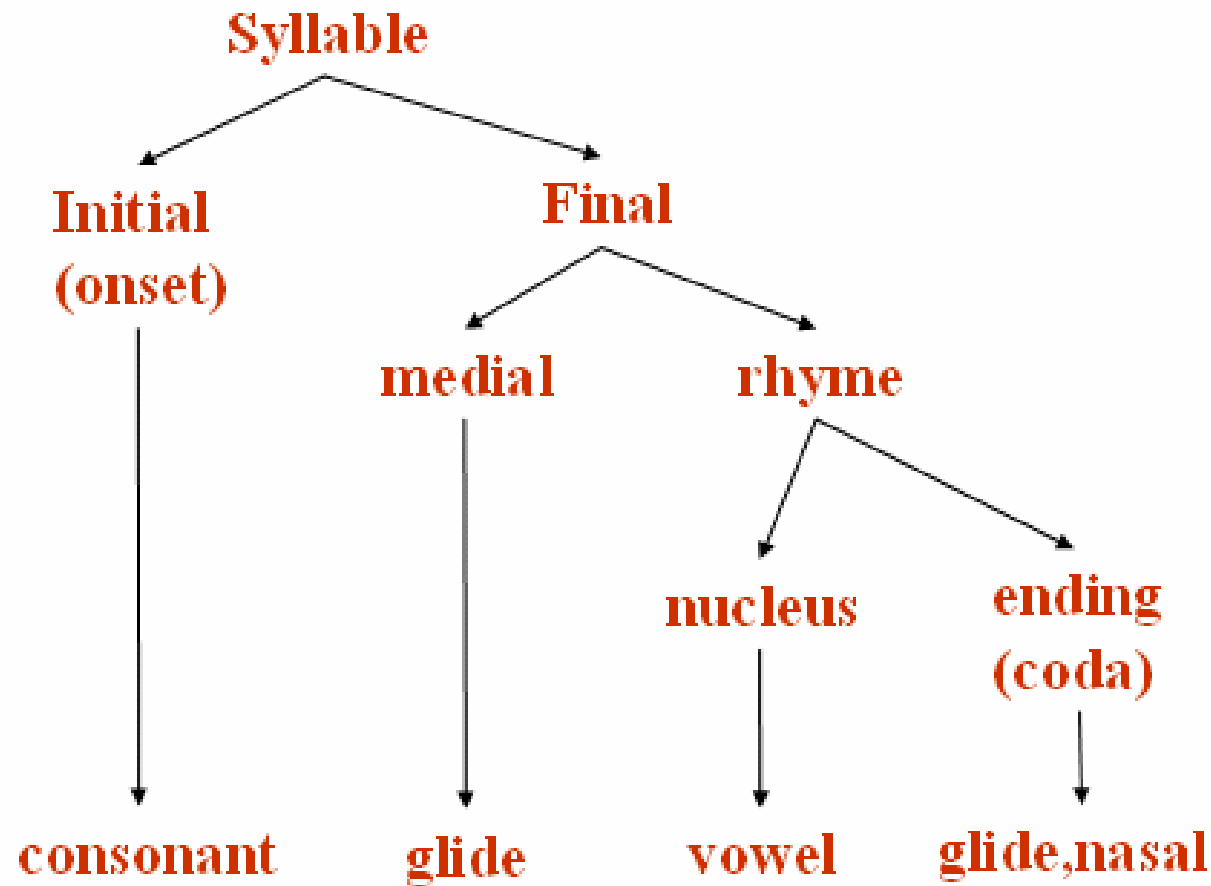 Syllable
Initial
(onset)
Final
medial
rhyme
nucleus
ending
(coda)
consonant
glide
vowel
glide,nasal